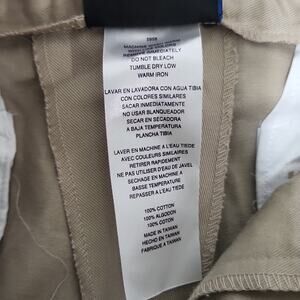 MACHINE WASH WARM
WITH LIKE COLORS
REMOVE IMMEDIATELY
DO NOT BLEACH
TUMBLE DRY LOW
WARM IRON
LAVAR EN LAVADORA CON AGUA TIBIA
CON COLORES SIMILARES
SACAR IMMEDIATAMENTE
NO USAR BLANQUEADOR
SECAR EN SECADORA
A BAJA TEMPERATURA
PLANCHA TIBIA
LAVER EN MACHINE A L'EAU TIEDE
AVEC COULEURS SIMILAIRES
RETIRER RAPIDEMENT
NE PAS UTILISER D'EAU DE JAVEL
SECHAGE EN MACHINE A
BASSE TEMPERATURE
REPASSER A L'EAU TIEDE
100% COTTON
100% ALGODON
100% COTON
MADE IN TAIWAN
HECHO EN TAIWAN
FABRIQUE A TAIWAN